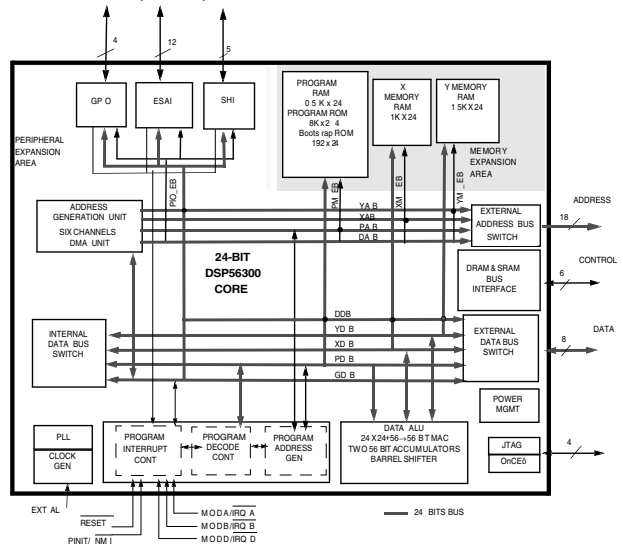 4
12
5
GP O
ESAI
SHI
PROGRAM
RAM
0 5 K x 24
PROGRAM ROM
8K x 2 4
Boots rap ROM
192 x 24
X
MEMORY
RAM
1K X 24
Y MEMORY
RAM
1 5K X 24
PERIPHERAL
EXPANSION
AREA
MEMORY
EXPANSION
AREA
PIO_EB
PM_EB
XM_EB
YM_EB
ADDRESS
GENERATION UNIT
SIX CHANNELS
DMA UNIT
YA B
XAB
PA B
DA B
EXTERNAL
ADDRESS BUS
SWITCH
ADDRESS
18
24-BIT
DSP56300
CORE
DRAM & SRAM
BUS
INTERFACE
CONTROL
6
INTERNAL
DATA BUS
SWITCH
DDB
YD B
XD B
PD B
GD B
EXTERNAL
DATA BUS
SWITCH
DATA
8
POWER
MGMT
PLL
CLOCK
GEN
PROGRAM
INTERRUPT
CONT
PROGRAM
DECODE
CONT
PROGRAM
ADDRESS
GEN
DATA ALU
24 X 24+56→56 B T MAC
TWO 56 BIT ACCUMULATORS
BARREL SHIFTER
JTAG
OnCEô
4
EXT AL
RESET
PINIT/ NM I
MODA/IRQ A
MODB/IRQ B
MODD/IRQ D
24 BITS BUS